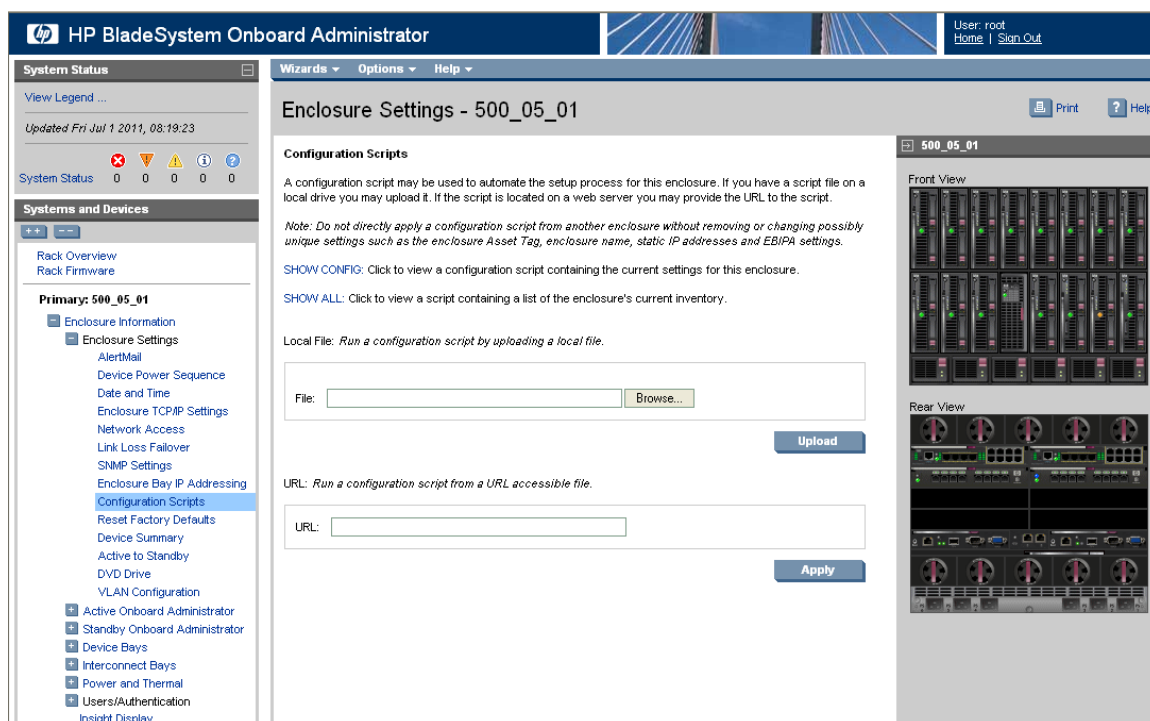 hp HP BladeSystem Onboard Administrator
User: root
Home | Sign Out
System Status
View Legend ...
Updated Fri Jul 1 2011, 08:19:23
System Status 0 0 0 0 0
Systems and Devices
++ --
Rack Overview
Rack Firmware
Primary: 500_05_01
Enclosure Information
Enclosure Settings
AlertMail
Device Power Sequence
Date and Time
Enclosure TCP/IP Settings
Network Access
Link Loss Failover
SNMP Settings
Enclosure Bay IP Addressing
Configuration Scripts
Reset Factory Defaults
Device Summary
Active to Standby
DVD Drive
VLAN Configuration
Active Onboard Administrator
Standby Onboard Administrator
Device Bays
Interconnect Bays
Power and Thermal
Users/Authentication
Insight Display
Wizards Options Help
Enclosure Settings - 500_05_01
Print Help
Configuration Scripts
A configuration script may be used to automate the setup process for this enclosure. If you have a script file on a
local drive you may upload it. If the script is located on a web server you may provide the URL to the script.
Note: Do not directly apply a configuration script from another enclosure without removing or changing possibly
unique settings such as the enclosure Asset Tag, enclosure name, static IP addresses and EBIPA settings.
SHOW CONFIG: Click to view a configuration script containing the current settings for this enclosure.
SHOW ALL: Click to view a script containing a list of the enclosure's current inventory.
Local File: Run a configuration script by uploading a local file.
File: Browse...
Upload
URL: Run a configuration script from a URL accessible file.
URL:
Apply
500_05_01
Front View
Rear View